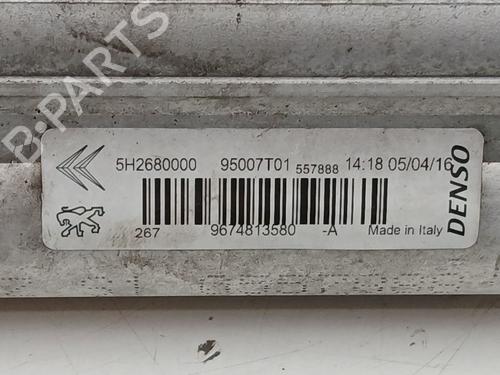 5H2680000 95007T01 557888 14:18 05/04/16
267 9674813580 -A Made in Italy
DENSO
B-PARTS